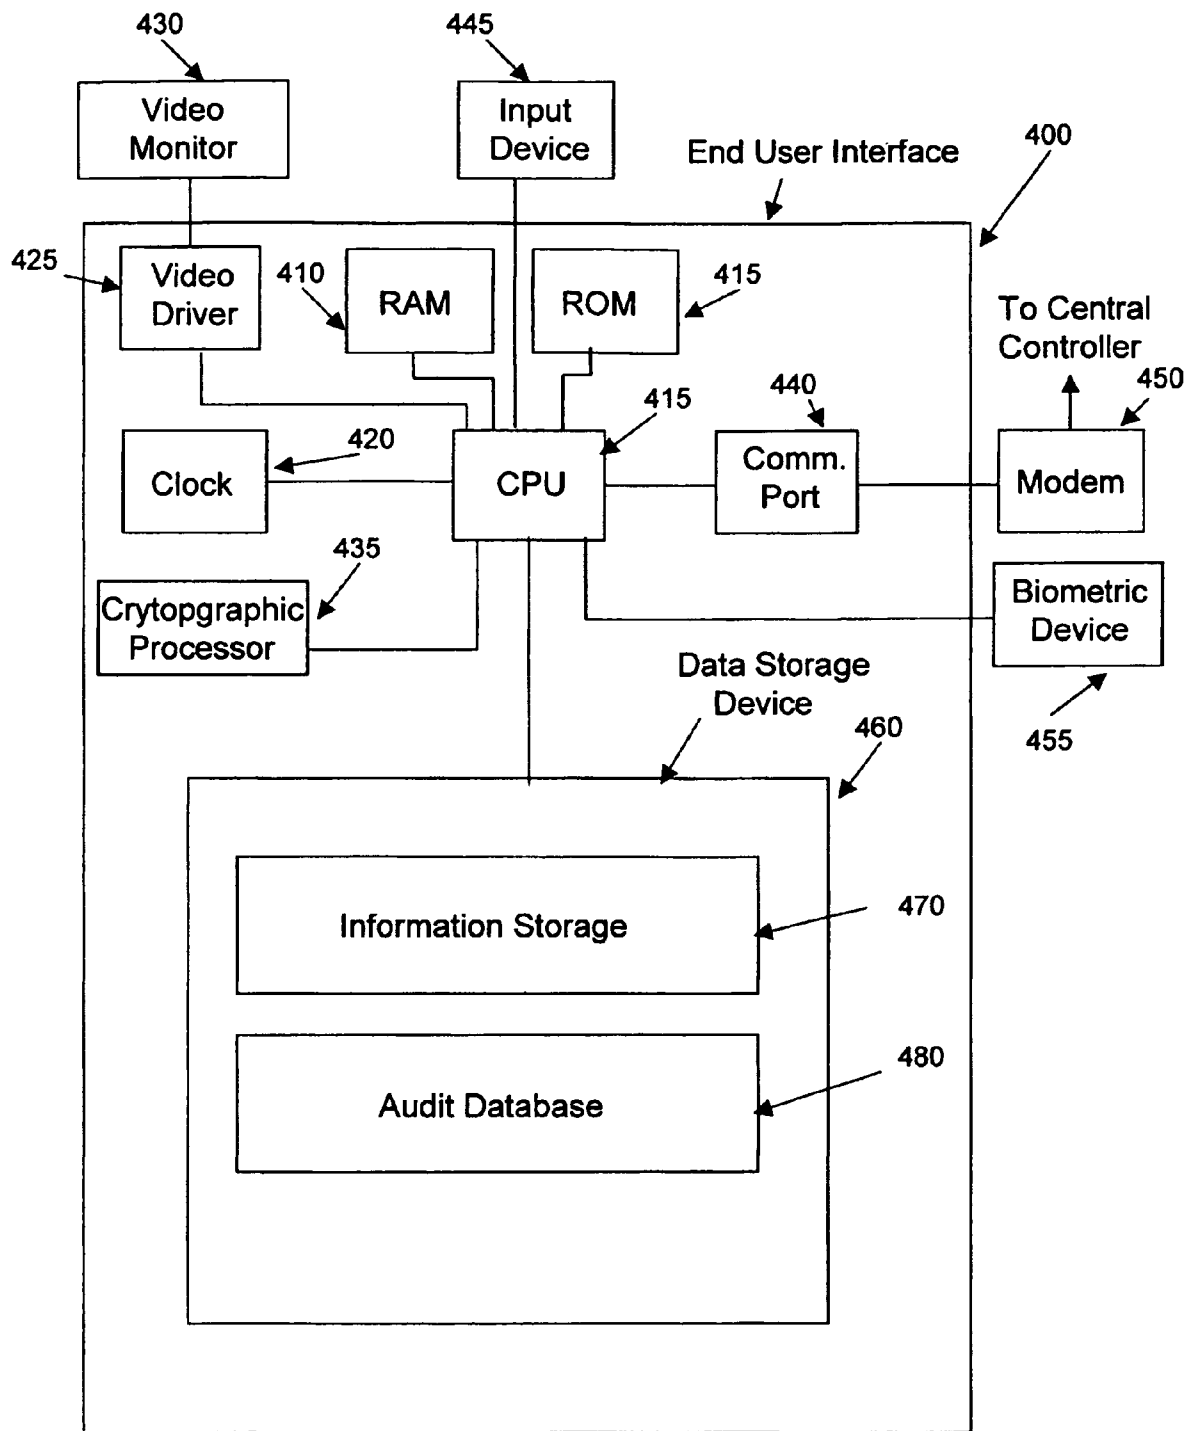 430
445
Video
Monitor
Input
Device
End User Interface
400
425
Video
Driver
410
RAM
ROM
415
To Central
Controller
450
420
Clock
415
CPU
440
Comm.
Port
Modem
435
Crytopgraphic
Processor
Biometric
Device
455
Data Storage
Device
460
Information Storage
470
Audit Database
480